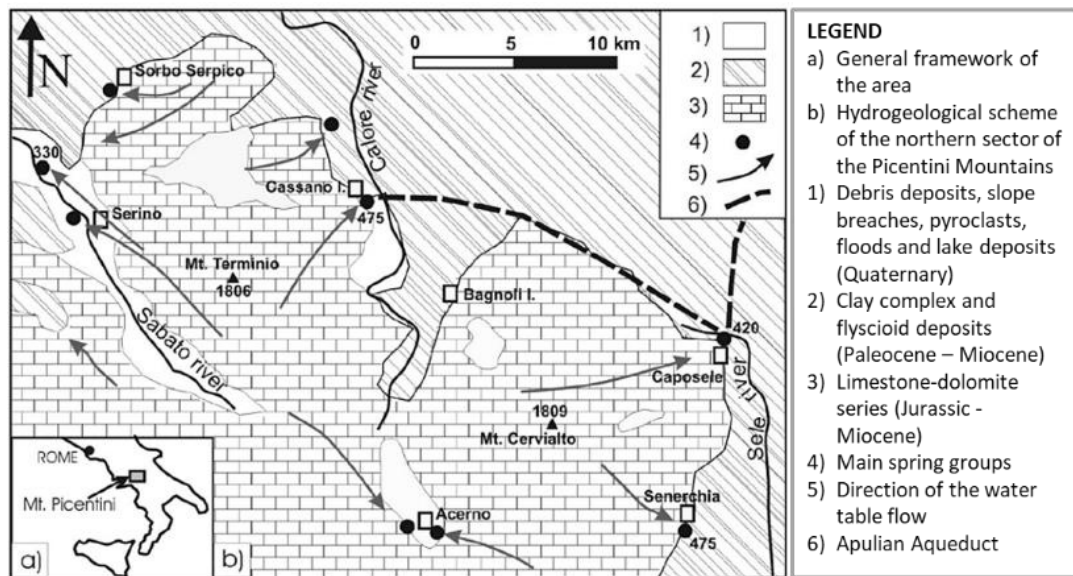 0 5 10 km
N
Sorbo Serpico
Calore river
330
Cassano I.
475
Serino
Mt. Terminio
1806
Bagnoli I.
Sabato river
420
Caposele
Sele river
1809
Mt. Cervialto
Senerchia
475
Acerno
ROME
Mt. Picentini
a)
b)
1)
2)
3)
4)
5)
6)
LEGEND
a) General framework of
the area
b) Hydrogeological scheme
of the northern sector of
the Picentini Mountains
1) Debris deposits, slope
breaches, pyroclasts,
floods and lake deposits
(Quaternary)
2) Clay complex and
flyscioid deposits
(Paleocene – Miocene)
3) Limestone-dolomite
series (Jurassic -
Miocene)
4) Main spring groups
5) Direction of the water
table flow
6) Apulian Aqueduct